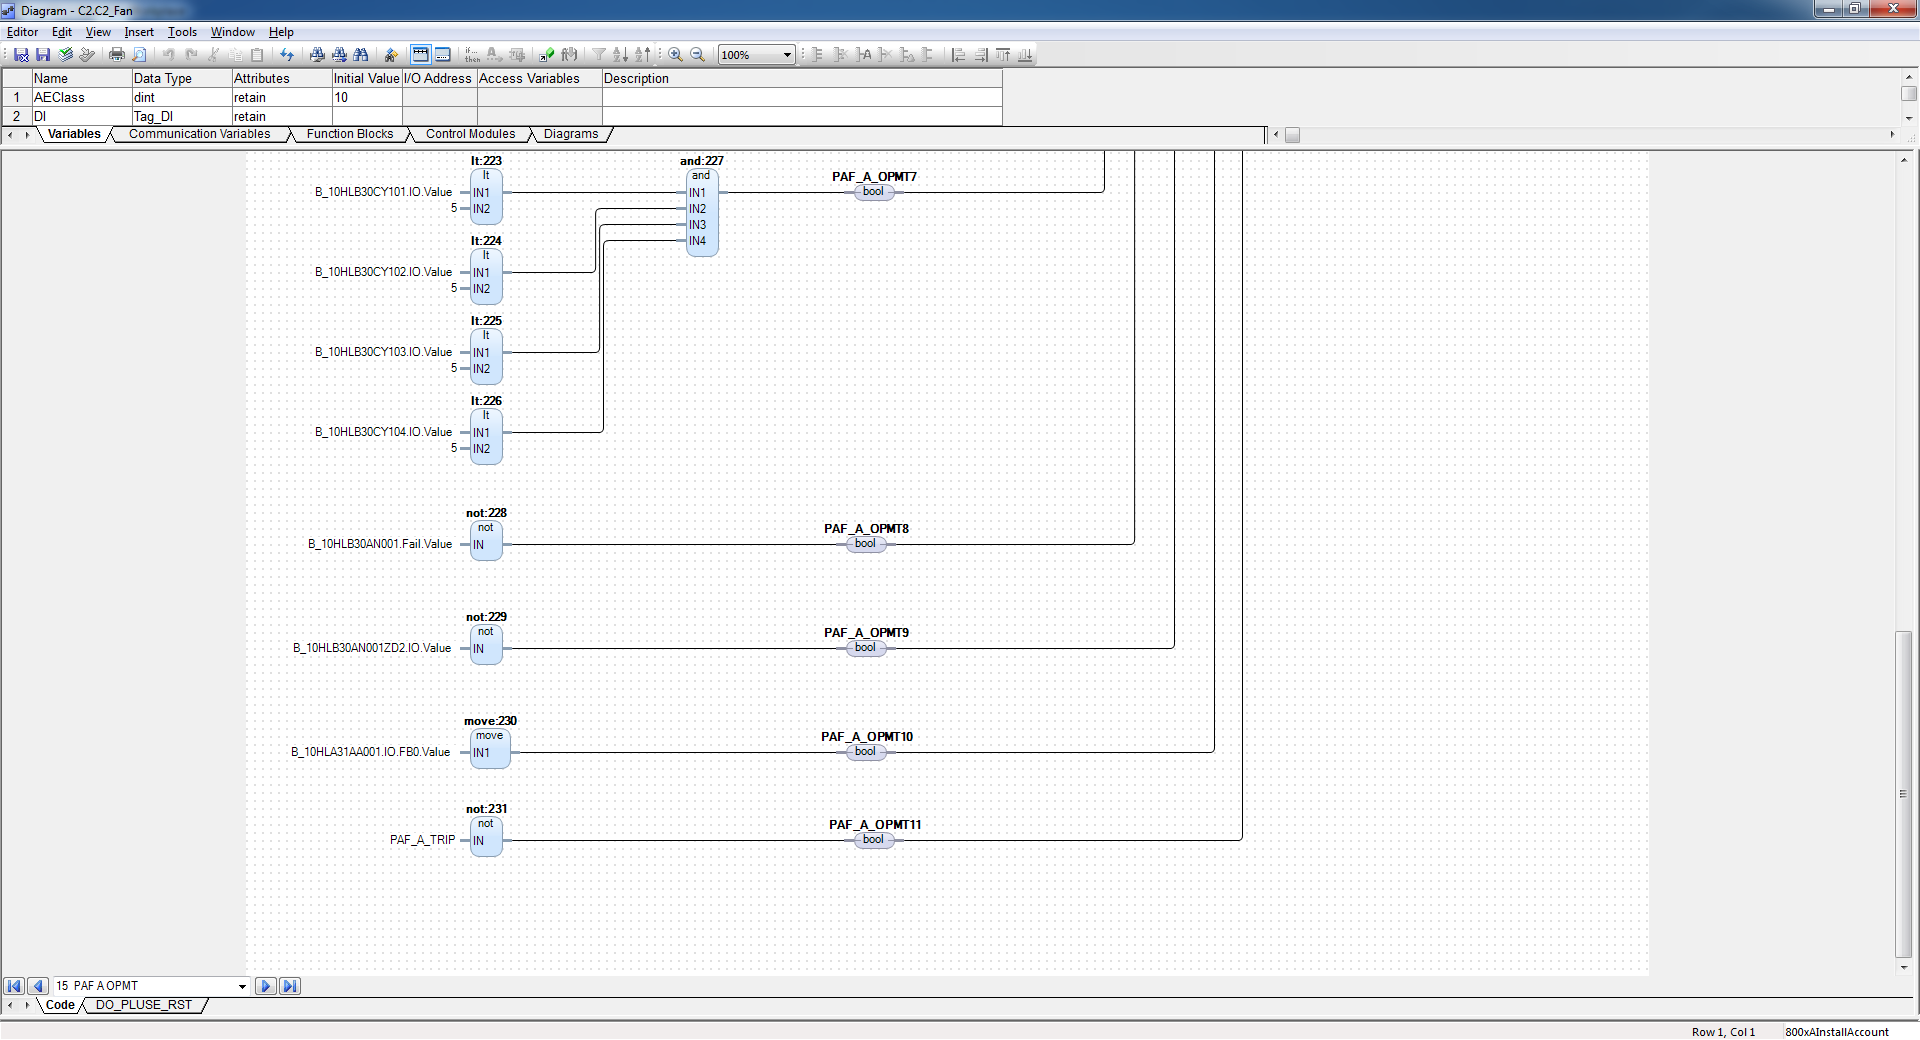 Diagram - C2.C2_Fan
Editor Edit View Insert Tools Window Help
if... then 100%
Name Data Type Attributes Initial Value I/O Address Access Variables Description
1 AEClass dint retain 10
2 DI Tag_DI retain
Variables Communication Variables Function Blocks Control Modules Diagrams
lt:223 and:227
lt and PAF_A_OPMT7
B_10HLB30CY101.IO.Value IN1 IN1 bool
5 IN2 IN2
IN3
lt:224 IN4
lt
B_10HLB30CY102.IO.Value IN1
5 IN2
lt:225
lt
B_10HLB30CY103.IO.Value IN1
5 IN2
lt:226
lt
B_10HLB30CY104.IO.Value IN1
5 IN2
not:228
not PAF_A_OPMT8
B_10HLB30AN001.Fail.Value IN bool
not:229
not PAF_A_OPMT9
B_10HLB30AN001ZD2.IO.Value IN bool
move:230
move PAF_A_OPMT10
B_10HLA31AA001.IO.FB0.Value IN1 bool
not:231
not PAF_A_OPMT11
PAF_A_TRIP IN bool
15 PAF A OPMT
Code DO_PLUSE_RST
Row 1, Col 1 800xAInstallAccount